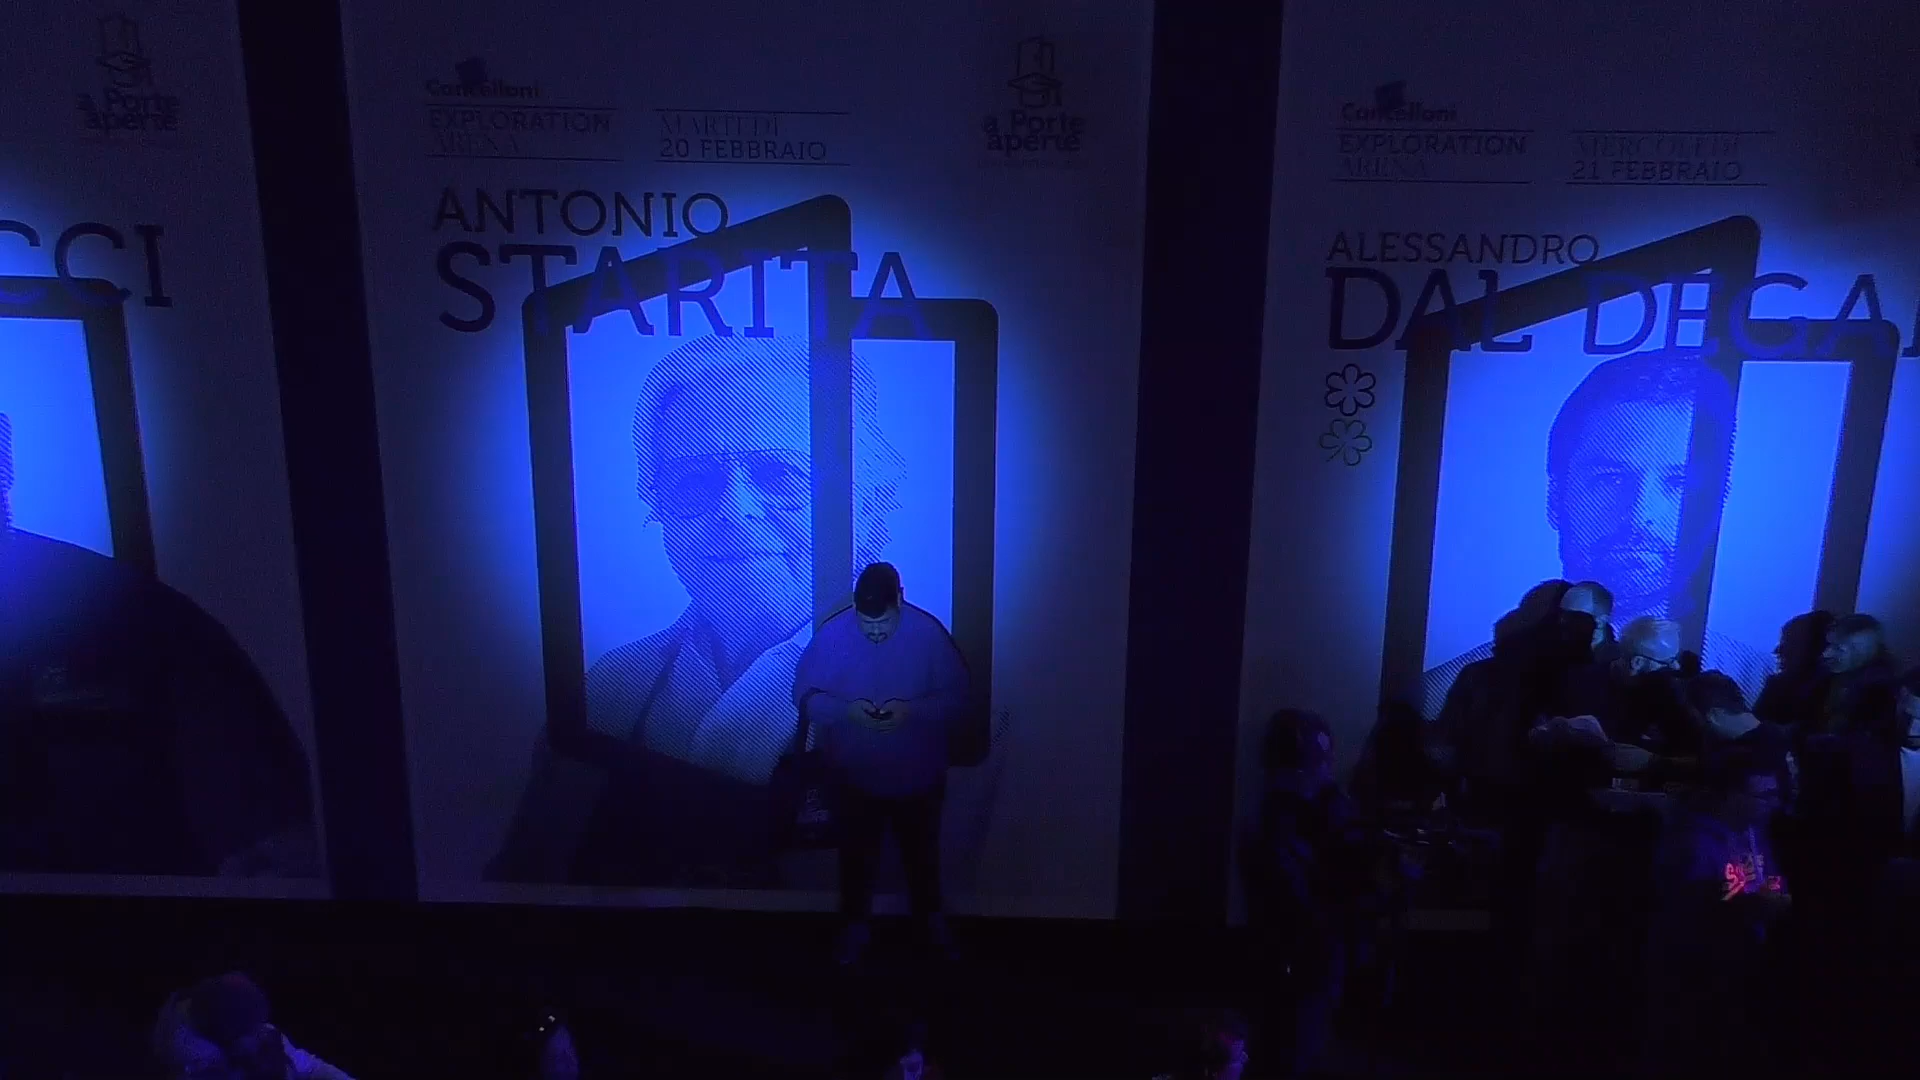 a Porte
aperte
CCI
Cancelloni
EXPLORATION
ARENA
MARTEDÌ
20 FEBBRAIO
a Porte
aperte
ANTONIO
STARITA
Cancelloni
EXPLORATION
ARENA
MERCOLEDÌ
21 FEBBRAIO
ALESSANDRO
DAL DEGA